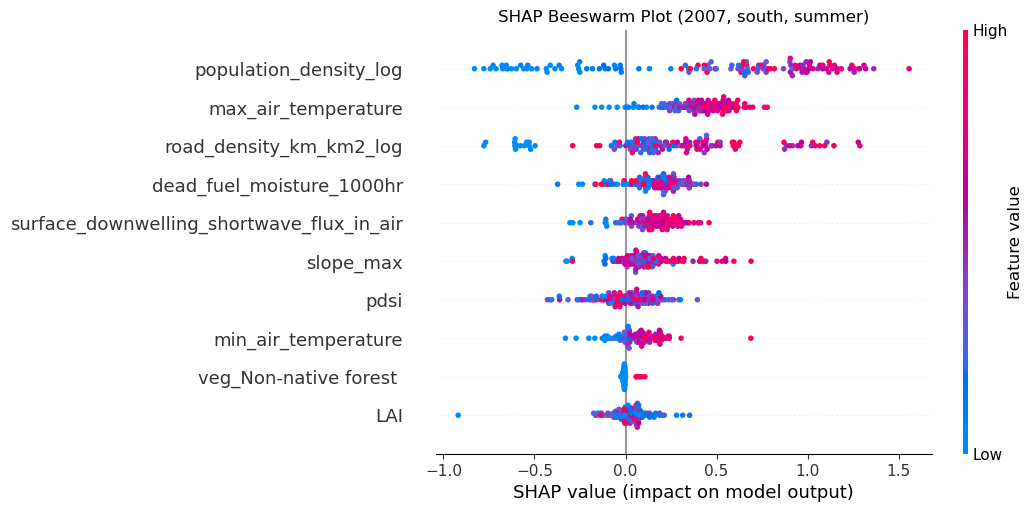 SHAP Beeswarm Plot (2007, south, summer)
High
population_density_log
max_air_temperature
road_density_km_km2_log
dead_fuel_moisture_1000hr
surface_downwelling_shortwave_flux_in_air
slope_max
pdsi
min_air_temperature
veg_Non-native forest
LAI
Feature value
Low
−1.0 −0.5 0.0 0.5 1.0 1.5
SHAP value (impact on model output)